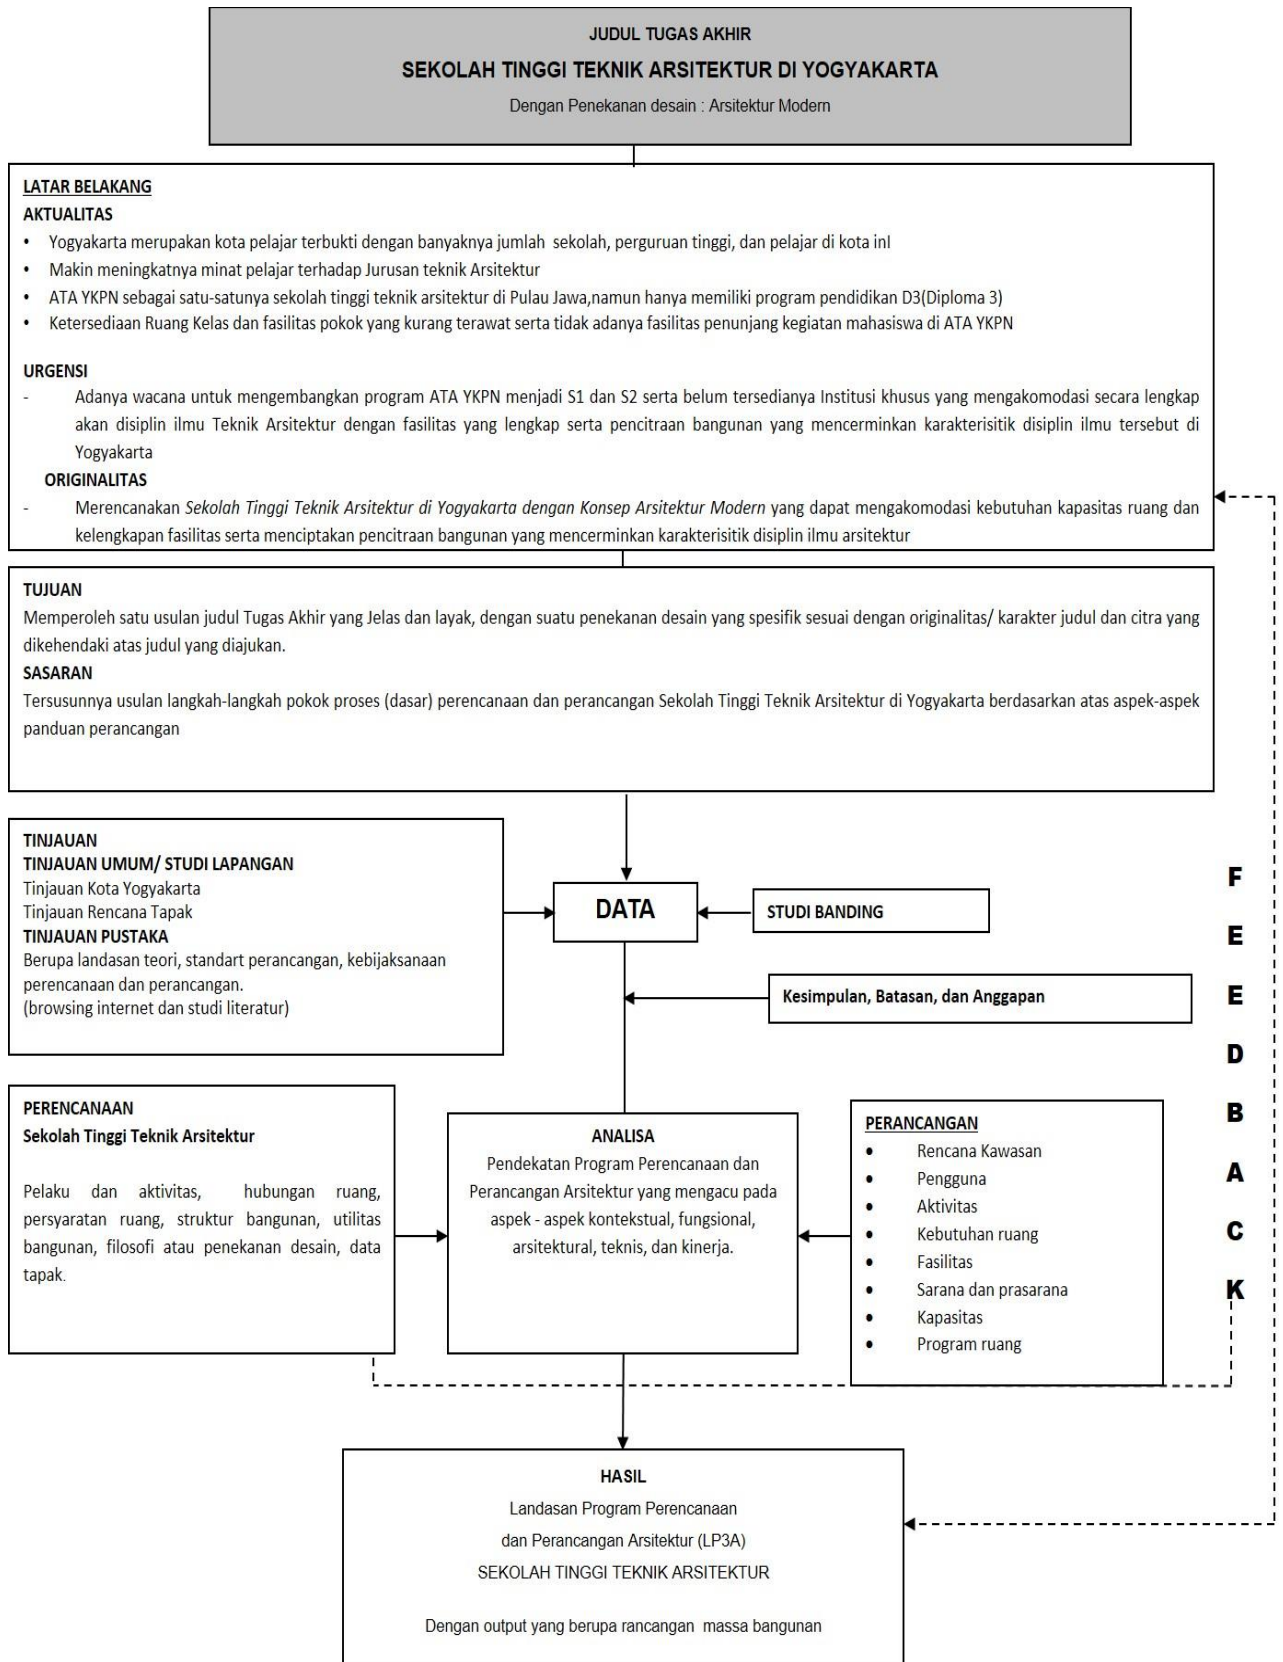 JUDUL TUGAS AKHIR
SEKOLAH TINGGI TEKNIK ARSITEKTUR DI YOGYAKARTA
Dengan Penekanan desain : Arsitektur Modern
LATAR BELAKANG
AKTUALITAS
• Yogyakarta merupakan kota pelajar terbukti dengan banyaknya jumlah sekolah, perguruan tinggi, dan pelajar di kota inI
• Makin meningkatnya minat pelajar terhadap Jurusan teknik Arsitektur
• ATA YKPN sebagai satu-satunya sekolah tinggi teknik arsitektur di Pulau Jawa,namun hanya memiliki program pendidikan D3(Diploma 3)
• Ketersediaan Ruang Kelas dan fasilitas pokok yang kurang terawat serta tidak adanya fasilitas penunjang kegiatan mahasiswa di ATA YKPN
URGENSI
- Adanya wacana untuk mengembangkan program ATA YKPN menjadi S1 dan S2 serta belum tersedianya Institusi khusus yang mengakomodasi secara lengkap
akan disiplin ilmu Teknik Arsitektur dengan fasilitas yang lengkap serta pencitraan bangunan yang mencerminkan karakterisitik disiplin ilmu tersebut di
Yogyakarta
ORIGINALITAS
- Merencanakan Sekolah Tinggi Teknik Arsitektur di Yogyakarta dengan Konsep Arsitektur Modern yang dapat mengakomodasi kebutuhan kapasitas ruang dan
kelengkapan fasilitas serta menciptakan pencitraan bangunan yang mencerminkan karakterisitik disiplin ilmu arsitektur
TUJUAN
Memperoleh satu usulan judul Tugas Akhir yang Jelas dan layak, dengan suatu penekanan desain yang spesifik sesuai dengan originalitas/ karakter judul dan citra yang
dikehendaki atas judul yang diajukan.
SASARAN
Tersusunnya usulan langkah-langkah pokok proses (dasar) perencanaan dan perancangan Sekolah Tinggi Teknik Arsitektur di Yogyakarta berdasarkan atas aspek-aspek
panduan perancangan
TINJAUAN
TINJAUAN UMUM/ STUDI LAPANGAN
Tinjauan Kota Yogyakarta
Tinjauan Rencana Tapak
TINJAUAN PUSTAKA
Berupa landasan teori, standart perancangan, kebijaksanaan
perencanaan dan perancangan.
(browsing internet dan studi literatur)
DATA
STUDI BANDING
Kesimpulan, Batasan, dan Anggapan
F
E
E
D
B
A
C
K
PERENCANAAN
Sekolah Tinggi Teknik Arsitektur
Pelaku dan aktivitas, hubungan ruang,
persyaratan ruang, struktur bangunan, utilitas
bangunan, filosofi atau penekanan desain, data
tapak.
ANALISA
Pendekatan Program Perencanaan dan
Perancangan Arsitektur yang mengacu pada
aspek - aspek kontekstual, fungsional,
arsitektural, teknis, dan kinerja.
PERANCANGAN
• Rencana Kawasan
• Pengguna
• Aktivitas
• Kebutuhan ruang
• Fasilitas
• Sarana dan prasarana
• Kapasitas
• Program ruang
HASIL
Landasan Program Perencanaan
dan Perancangan Arsitektur (LP3A)
SEKOLAH TINGGI TEKNIK ARSITEKTUR
Dengan output yang berupa rancangan massa bangunan